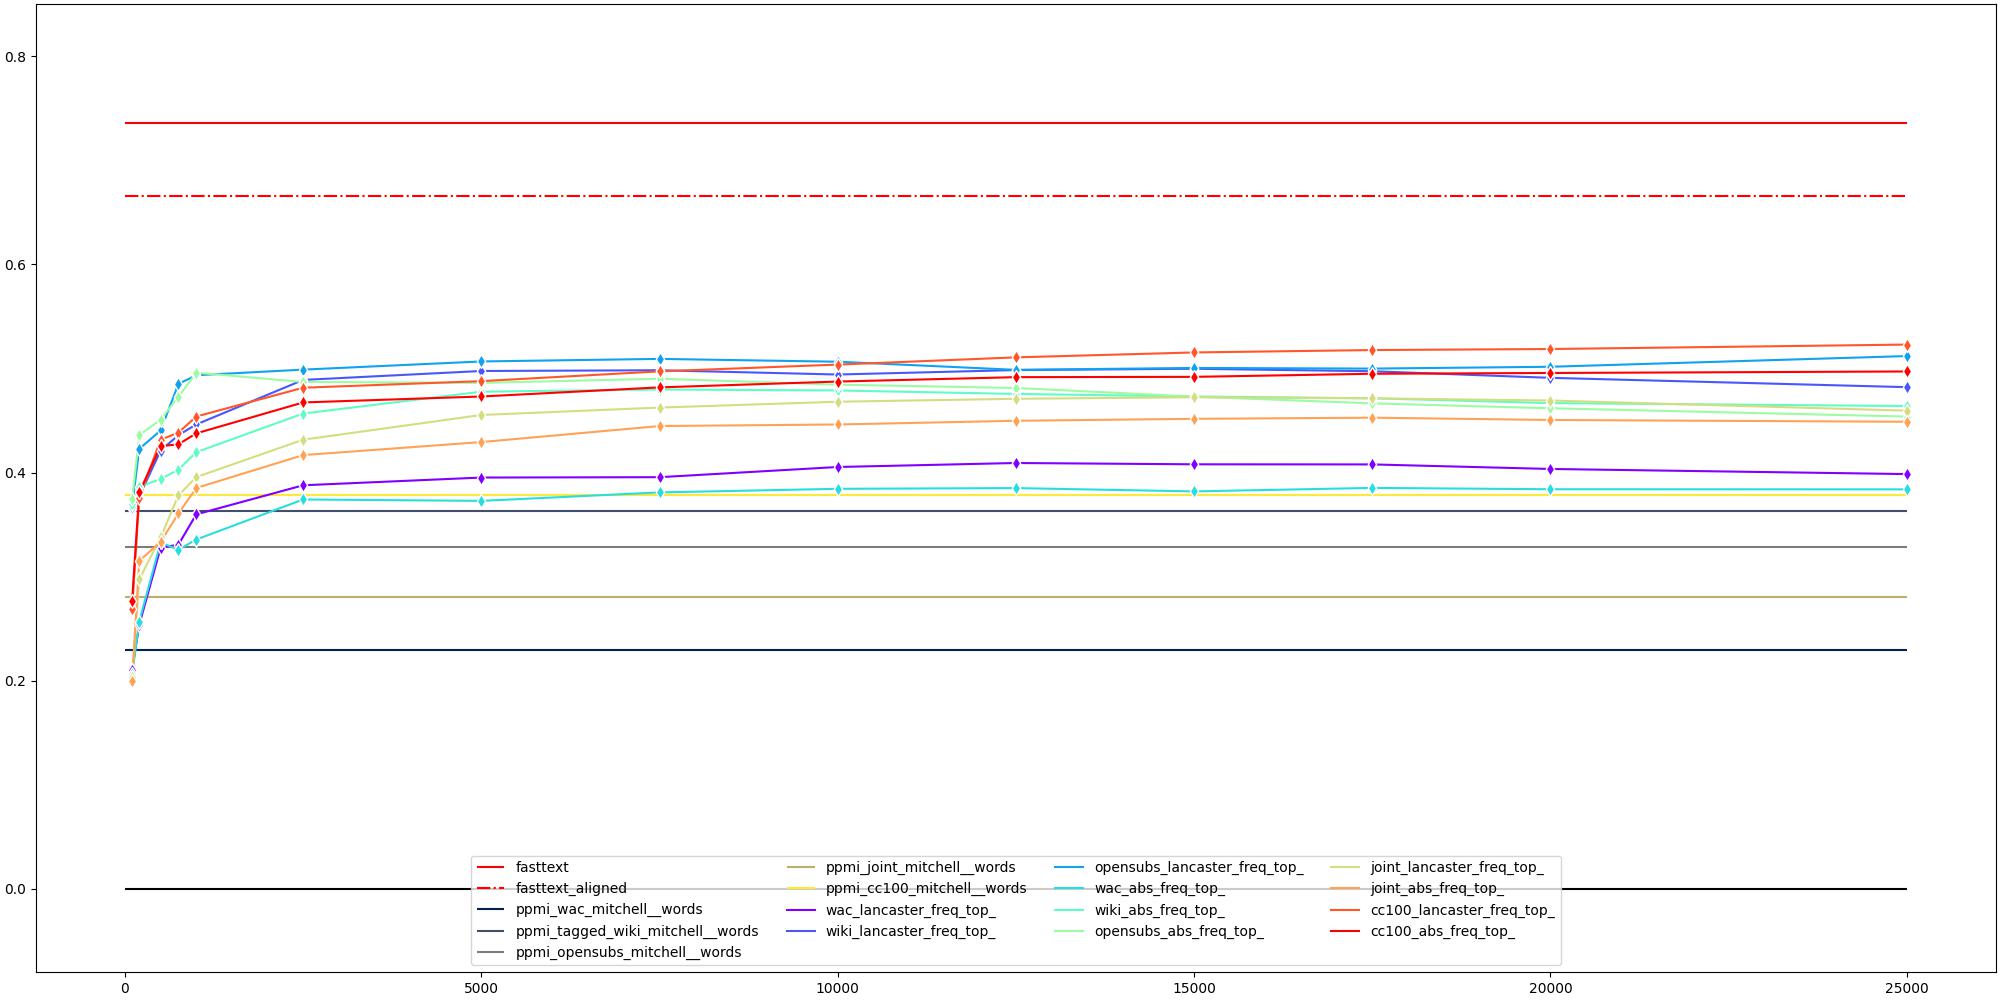 0.8
0.6
0.4
0.2
0.0
fasttext
fasttext_aligned
ppmi_wac_mitchell__words
ppmi_tagged_wiki_mitchell__words
ppmi_opensubs_mitchell__words
ppmi_joint_mitchell__words
ppmi_cc100_mitchell__words
wac_lancaster_freq_top_
wiki_lancaster_freq_top_
opensubs_lancaster_freq_top_
wac_abs_freq_top_
wiki_abs_freq_top_
opensubs_abs_freq_top_
joint_lancaster_freq_top_
joint_abs_freq_top_
cc100_lancaster_freq_top_
cc100_abs_freq_top_
0 5000 10000 15000 20000 25000